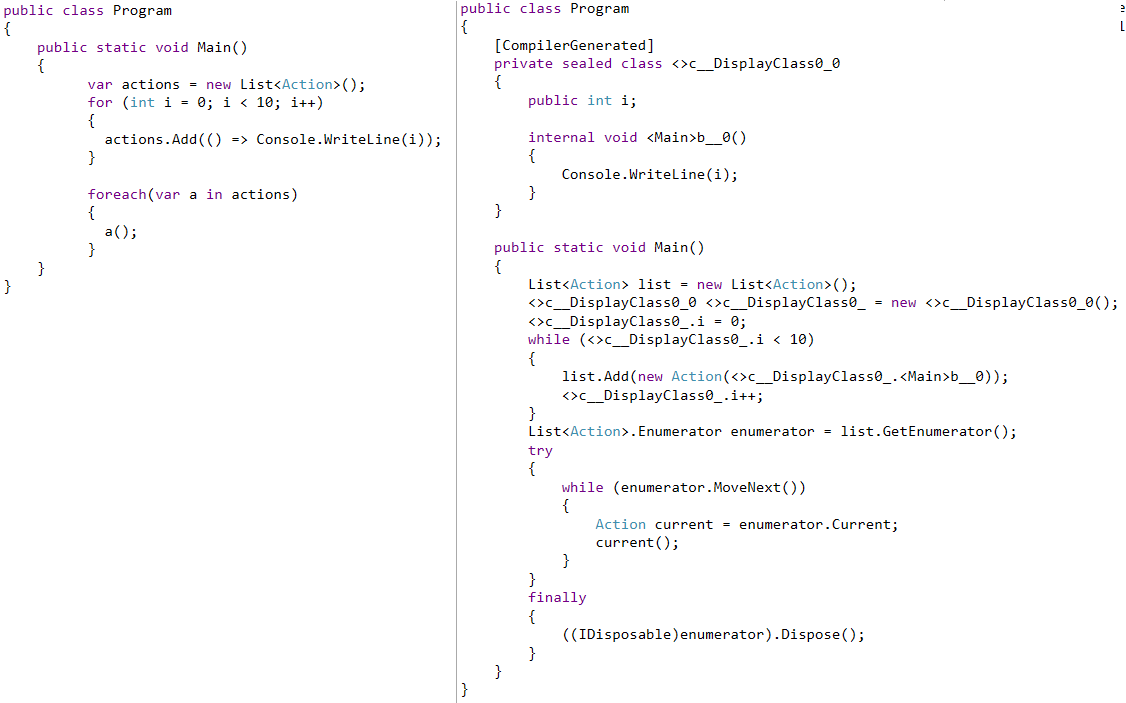 public class Program
{
    public static void Main()
    {
          var actions = new List<Action>();
          for (int i = 0; i < 10; i++)
          {
            actions.Add(() => Console.WriteLine(i));
          }

          foreach(var a in actions)
          {
            a();
          }
    }
}
public class Program
{
    [CompilerGenerated]
    private sealed class <>c__DisplayClass0_0
    {
        public int i;

        internal void <Main>b__0()
        {
            Console.WriteLine(i);
        }
    }

    public static void Main()
    {
        List<Action> list = new List<Action>();
        <>c__DisplayClass0_0 <>c__DisplayClass0_ = new <>c__DisplayClass0_0();
        <>c__DisplayClass0_.i = 0;
        while (<>c__DisplayClass0_.i < 10)
        {
            list.Add(new Action(<>c__DisplayClass0_.<Main>b__0));
            <>c__DisplayClass0_.i++;
        }
        List<Action>.Enumerator enumerator = list.GetEnumerator();
        try
        {
            while (enumerator.MoveNext())
            {
                Action current = enumerator.Current;
                current();
            }
        }
        finally
        {
            ((IDisposable)enumerator).Dispose();
        }
    }
}